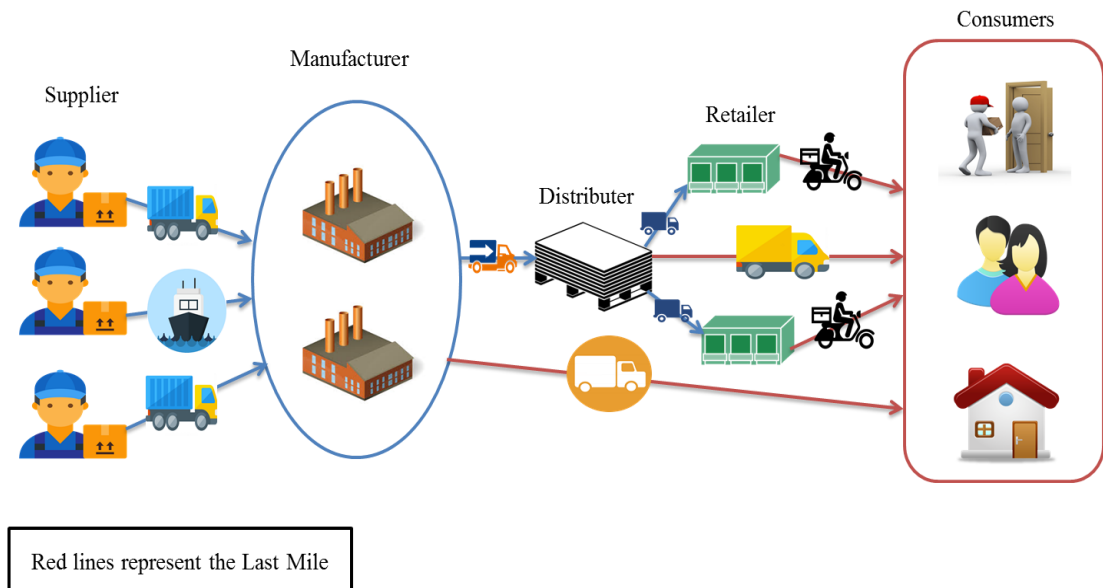 Consumers
Manufacturer
Supplier
Retailer
Distributer
Red lines represent the Last Mile